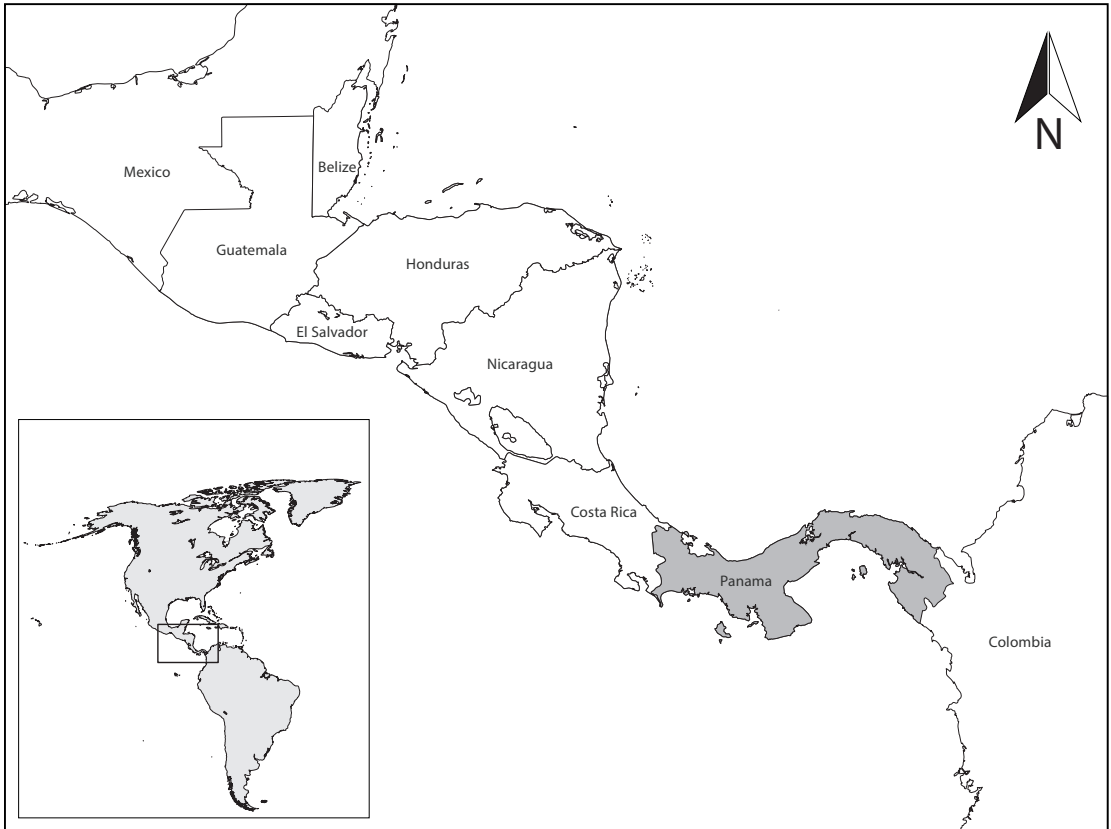 N
Mexico
Belize
Guatemala
Honduras
El Salvador
Nicaragua
Costa Rica
Panama
Colombia